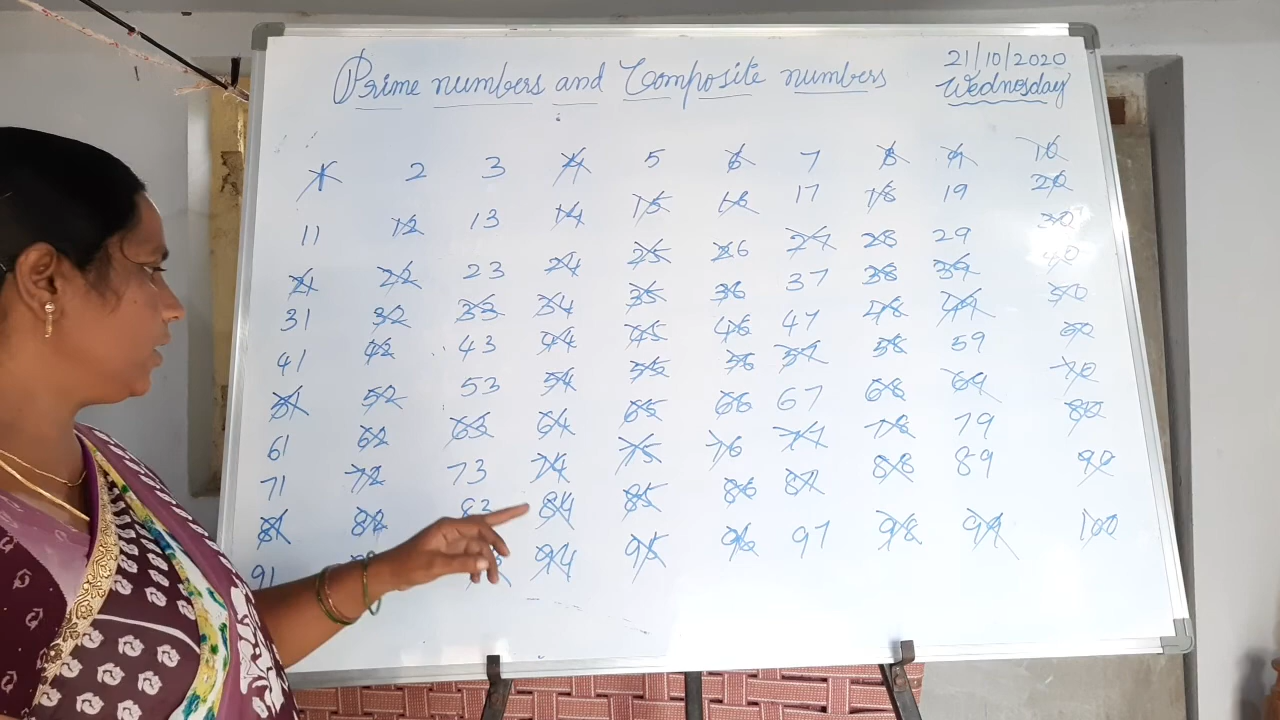 21/10/2020
Prime numbers and Composite numbers Wednesday
1 2 3 4 5 6 7 8 9 10
11 12 13 14 15 16 17 18 19 20
21 22 23 24 25 26 27 28 29 30
31 32 33 34 35 36 37 38 39 40
41 42 43 44 45 46 47 48 49 50
51 52 53 54 55 56 57 58 59 60
61 62 63 64 65 66 67 68 69 70
71 72 73 74 75 76 77 78 79 80
81 82 83 84 85 86 87 88 89 90
91 94 95 96 97 98 99 100